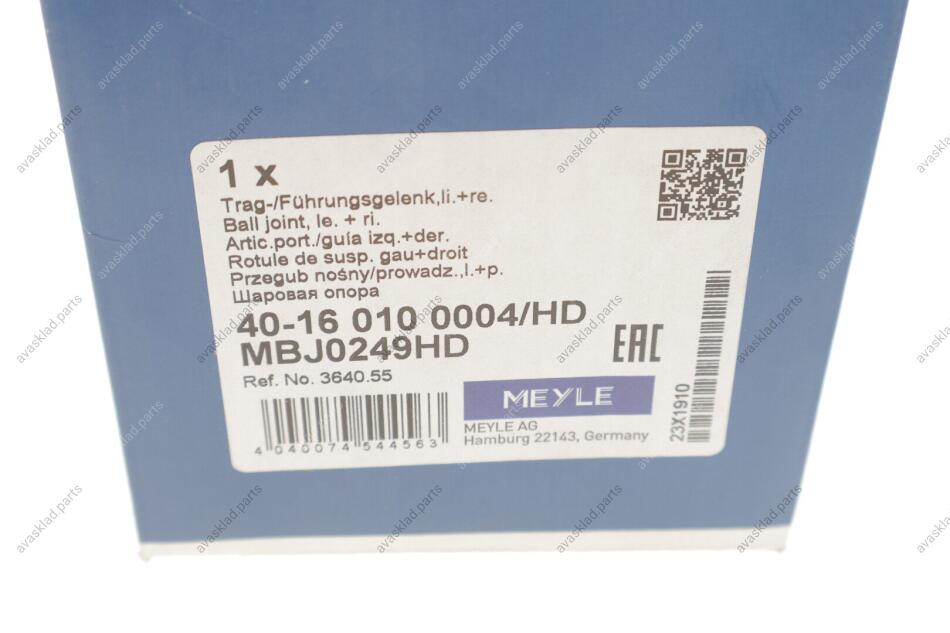 1 x
Trag-/Führungsgelenk,li.+re.
Ball joint, le. + ri.
Artic.port./guía izq.+der.
Rotule de susp. gau+droit
Przegub nośny/prowadz.,l.+p.
Шаровая опора
40-16 010 0004/HD
MBJ0249HD
Ref. No. 3640.55
EAC
MEYLE
MEYLE AG
Hamburg 22143, Germany
4 040074 544563
23X1910
avasklad.parts